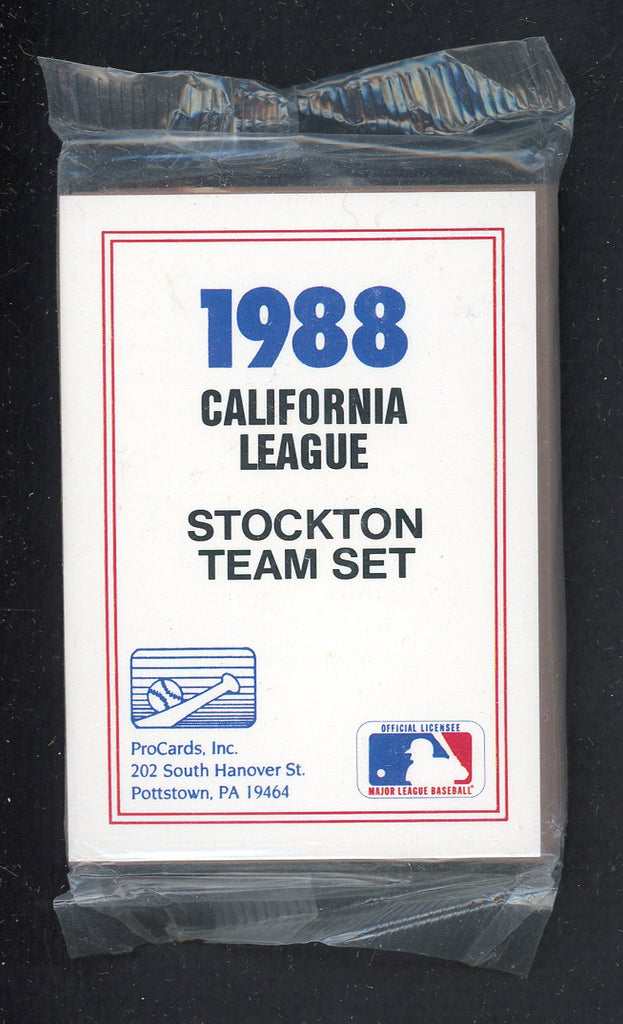 1988
CALIFORNIA
LEAGUE
STOCKTON
TEAM SET
ProCards, Inc.
202 South Hanover St.
Pottstown, PA 19464
OFFICIAL LICENSEE
MAJOR LEAGUE BASEBALL